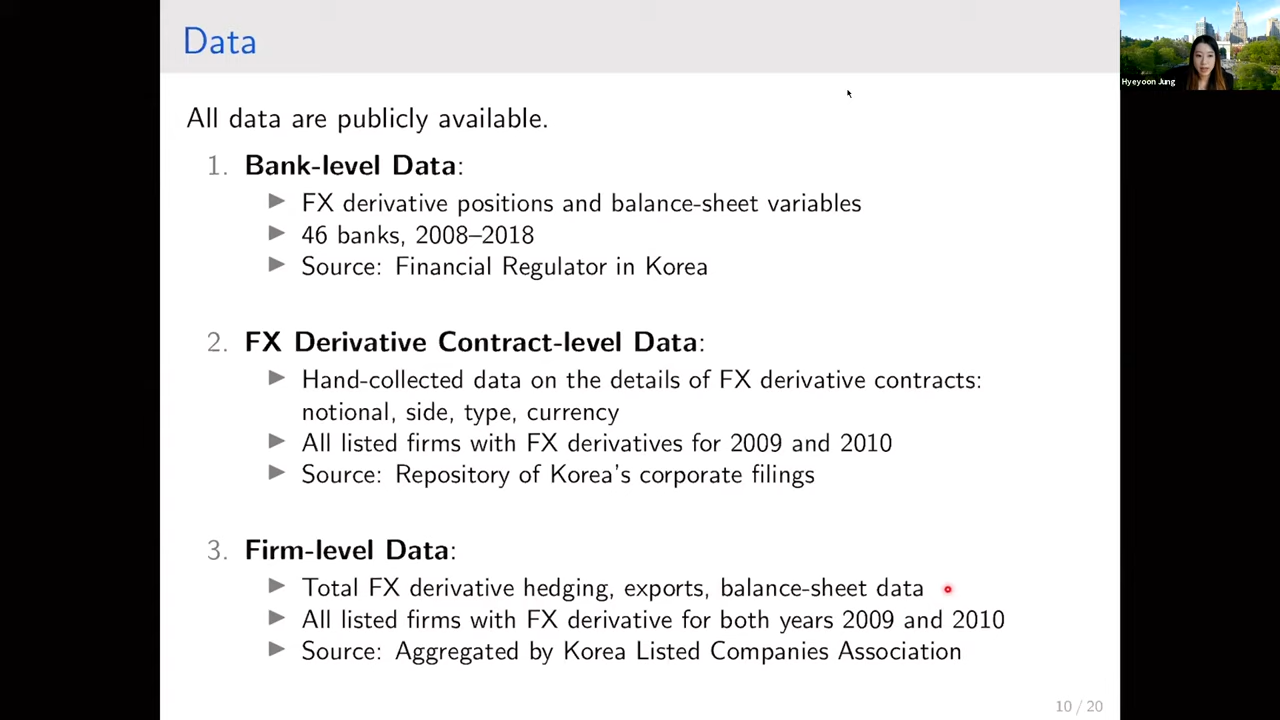 Data
Hyeyoon Jung
All data are publicly available.
1. Bank-level Data:
▶ FX derivative positions and balance-sheet variables
▶ 46 banks, 2008–2018
▶ Source: Financial Regulator in Korea
2. FX Derivative Contract-level Data:
▶ Hand-collected data on the details of FX derivative contracts:
notional, side, type, currency
▶ All listed firms with FX derivatives for 2009 and 2010
▶ Source: Repository of Korea's corporate filings
3. Firm-level Data:
▶ Total FX derivative hedging, exports, balance-sheet data
▶ All listed firms with FX derivative for both years 2009 and 2010
▶ Source: Aggregated by Korea Listed Companies Association
10 / 20